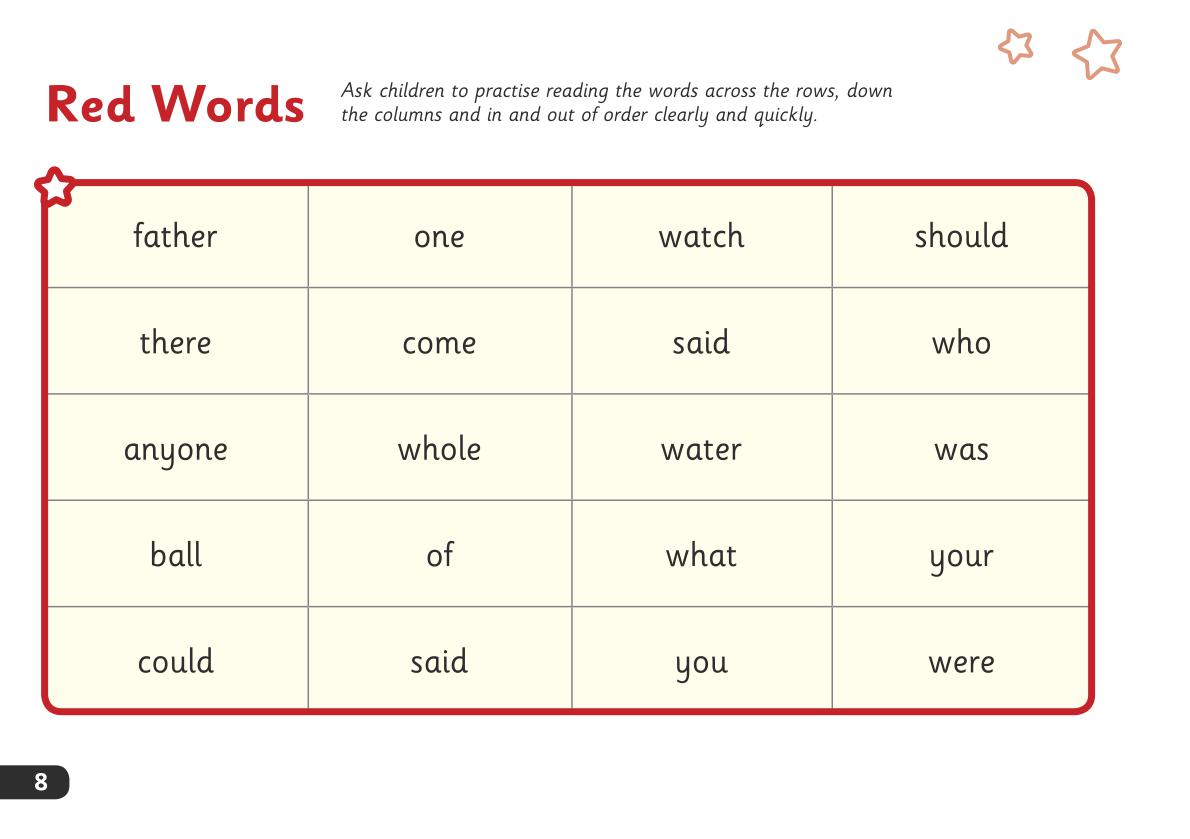 Red Words
Ask children to practise reading the words across the rows, down
the columns and in and out of order clearly and quickly.
father one watch should
there come said who
anyone whole water was
ball of what your
could said you were
8